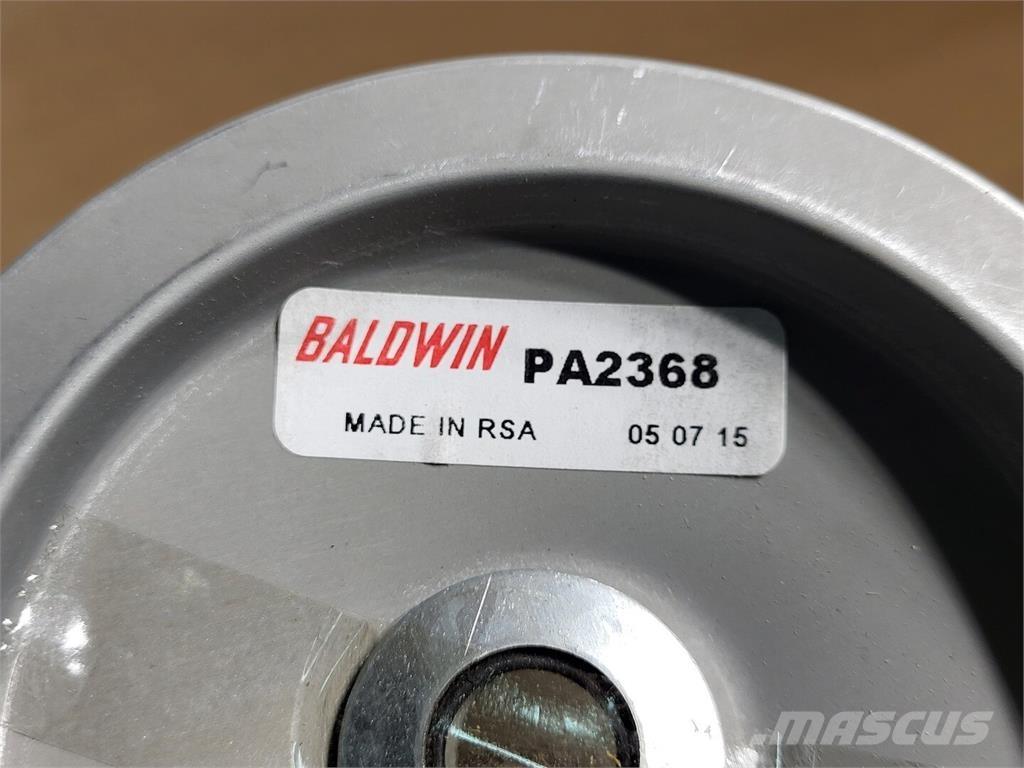 BALDWIN PA2368
MADE IN RSA 05 07 15
MASCUS